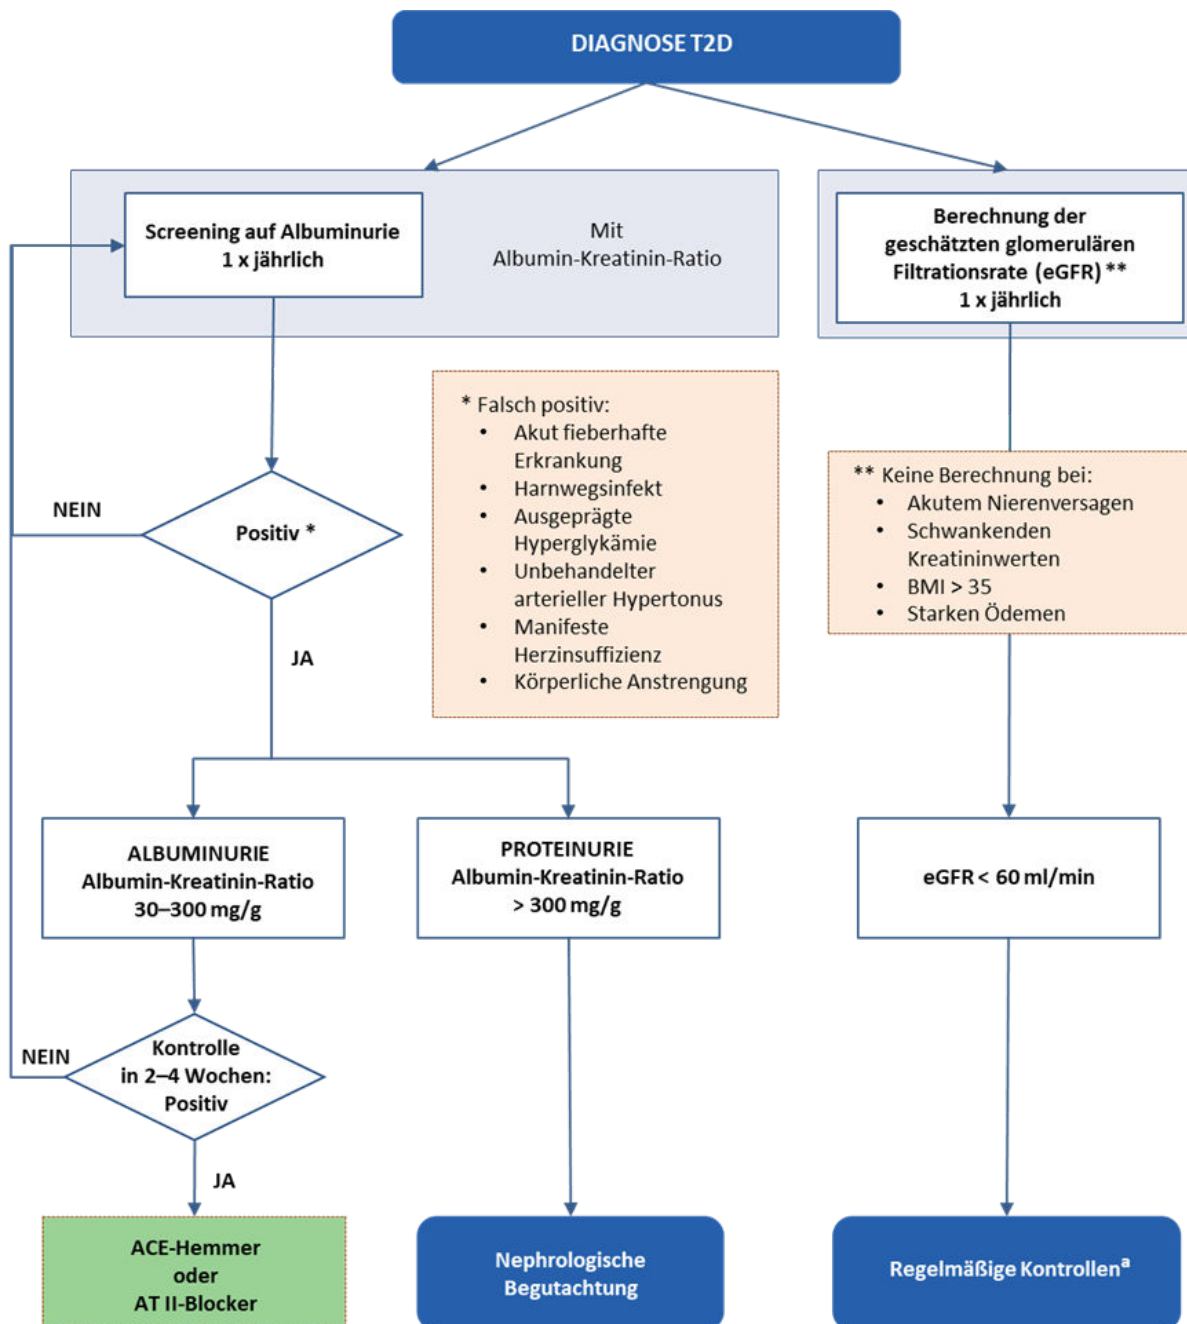 DIAGNOSE T2D
Screening auf Albuminurie
1 x jährlich
Mit
Albumin-Kreatinin-Ratio
Berechnung der
geschätzten glomerulären
Filtrationsrate (eGFR) **
1 x jährlich
* Falsch positiv:
• Akut fieberhafte
Erkrankung
• Harnwegsinfekt
• Ausgeprägte
Hyperglykämie
• Unbehandelter
arterieller Hypertonus
• Manifeste
Herzinsuffizienz
• Körperliche Anstrengung
** Keine Berechnung bei:
• Akutem Nierenversagen
• Schwankenden
Kreatininwerten
• BMI > 35
• Starken Ödemen
NEIN
Positiv *
JA
ALBUMINURIE
Albumin-Kreatinin-Ratio
30–300 mg/g
PROTEINURIE
Albumin-Kreatinin-Ratio
> 300 mg/g
eGFR < 60 ml/min
NEIN
Kontrolle
in 2–4 Wochen:
Positiv
JA
ACE-Hemmer
oder
AT II-Blocker
Nephrologische
Begutachtung
Regelmäßige Kontrollenª